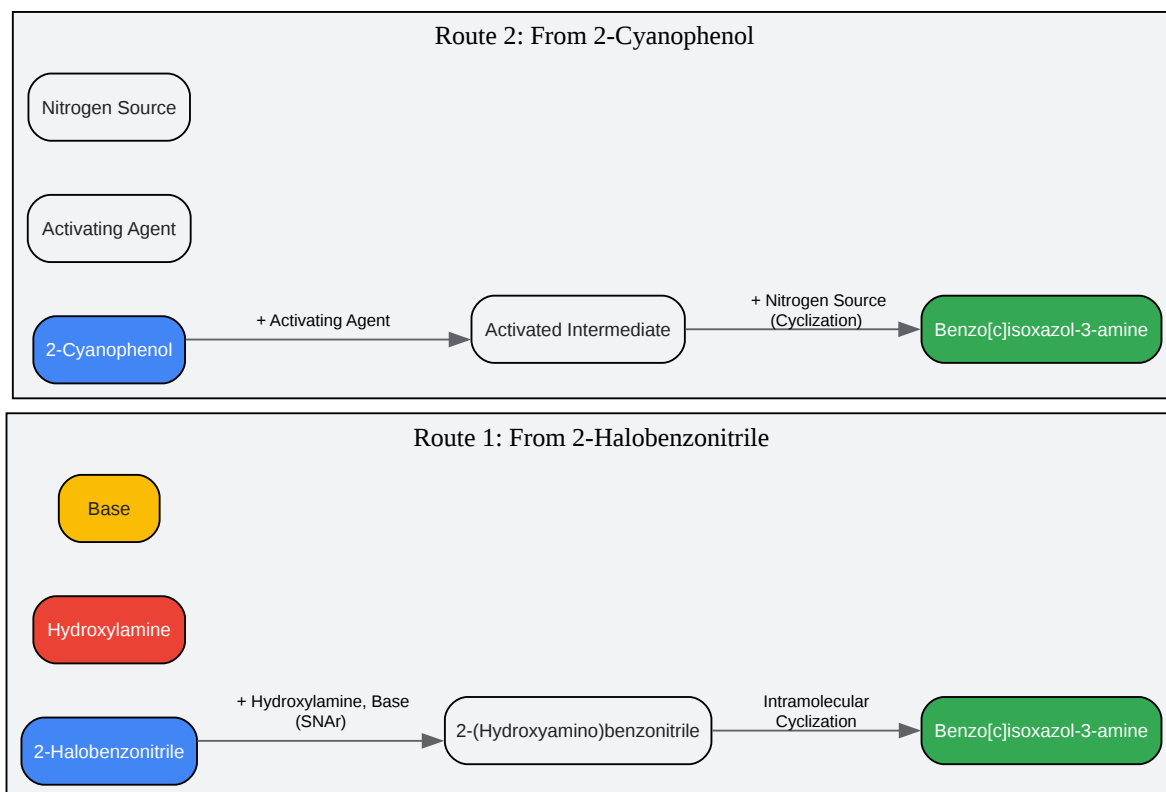 Route 2: From 2-Cyanophenol
Nitrogen Source
Activating Agent
2-Cyanophenol
+ Activating Agent
Activated Intermediate
+ Nitrogen Source
(Cyclization)
Benzo[c]isoxazol-3-amine
Route 1: From 2-Halobenzonitrile
Base
Hydroxylamine
2-Halobenzonitrile
+ Hydroxylamine, Base
(SNAr)
2-(Hydroxyamino)benzonitrile
Intramolecular
Cyclization
Benzo[c]isoxazol-3-amine